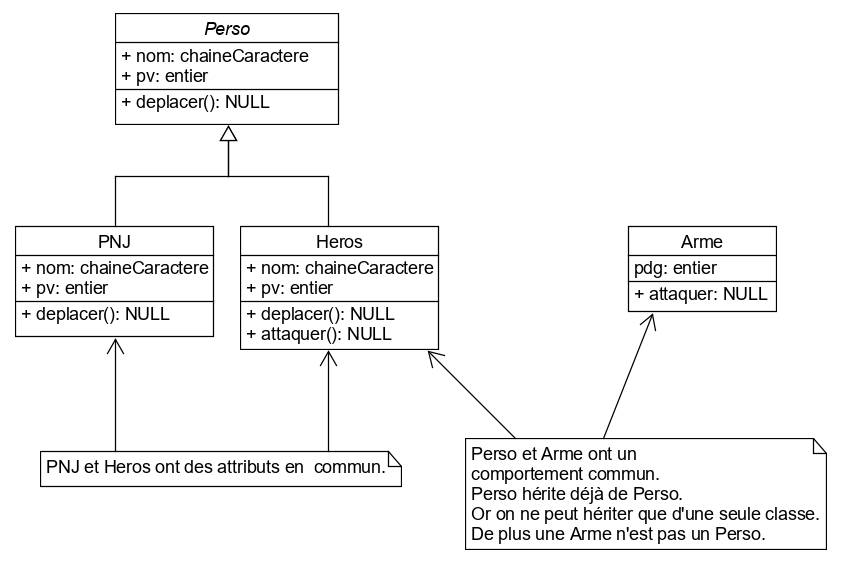 Perso
+ nom: chaineCaractere
+ pv: entier
+ deplacer(): NULL
PNJ
+ nom: chaineCaractere
+ pv: entier
+ deplacer(): NULL
Heros
+ nom: chaineCaractere
+ pv: entier
+ deplacer(): NULL
+ attaquer(): NULL
Arme
pdg: entier
+ attaquer: NULL
PNJ et Heros ont des attributs en commun.
Perso et Arme ont un
comportement commun.
Perso hérite déjà de Perso.
Or on ne peut hériter que d'une seule classe.
De plus une Arme n'est pas un Perso.